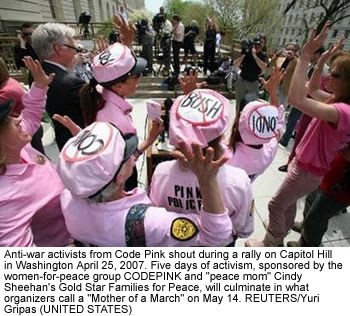 BUSH
PINK
POLICE
Anti-war activists from Code Pink shout during a rally on Capitol Hill
in Washington April 25, 2007. Five days of activism, sponsored by the
women-for-peace group CODEPINK and "peace mom" Cindy
Sheehan's Gold Star Families for Peace, will culminate in what
organizers call a "Mother of a March" on May 14. REUTERS/Yuri
Gripas (UNITED STATES)